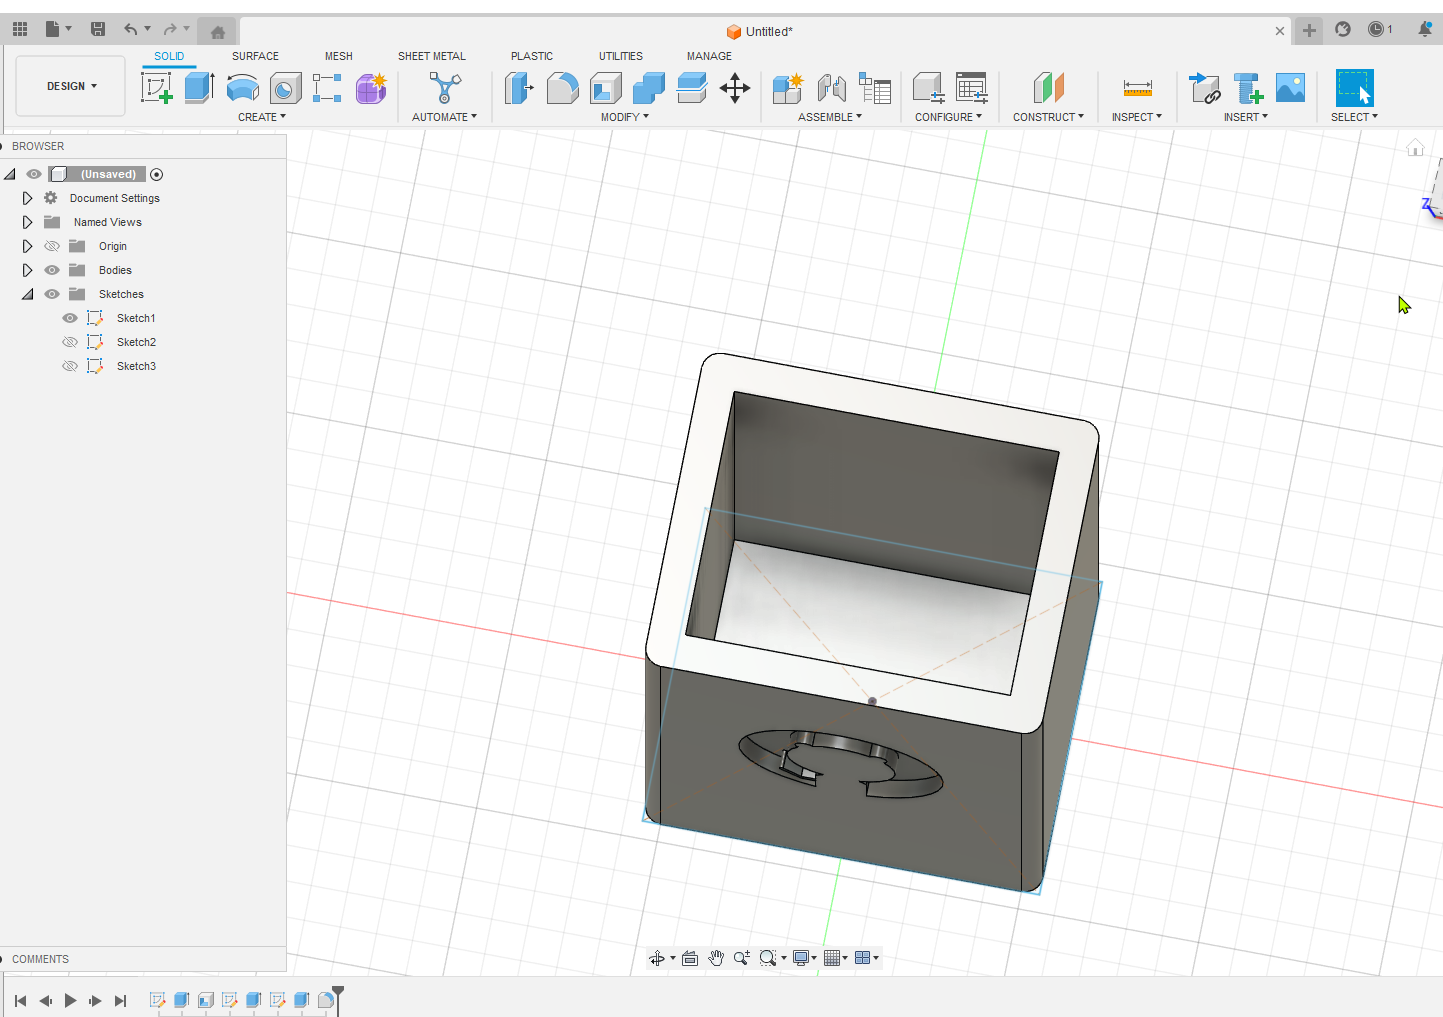 Untitled*
1
SOLID SURFACE MESH SHEET METAL PLASTIC UTILITIES MANAGE
DESIGN
CREATE AUTOMATE MODIFY ASSEMBLE CONFIGURE CONSTRUCT INSPECT INSERT SELECT
BROWSER
(Unsaved)
Document Settings
Named Views
Origin
Bodies
Sketches
Sketch1
Sketch2
Sketch3
Z
COMMENTS